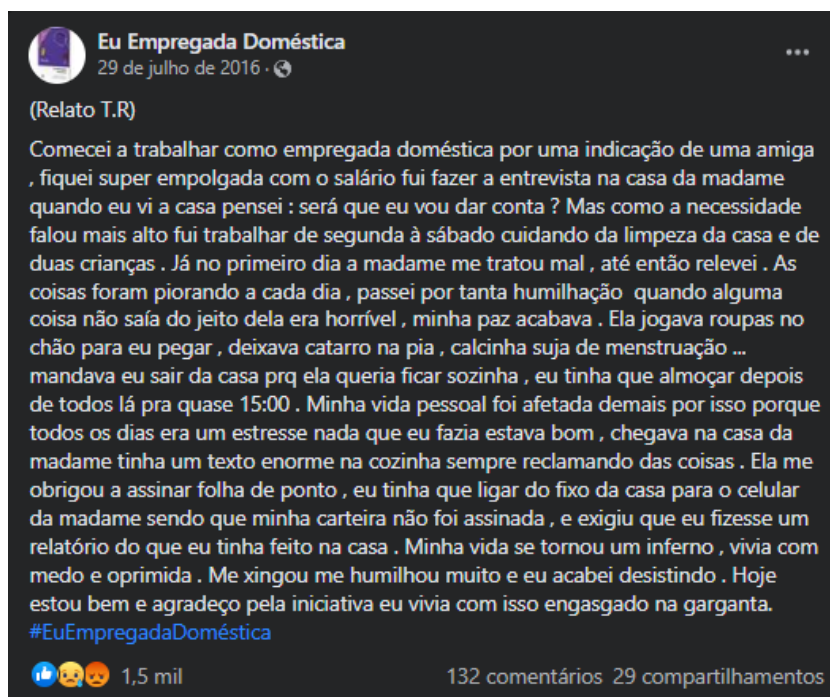 Eu Empregada Doméstica
29 de julho de 2016 ·
(Relato T.R)
Comecei a trabalhar como empregada doméstica por uma indicação de uma amiga
, fiquei super empolgada com o salário fui fazer a entrevista na casa da madame
quando eu vi a casa pensei : será que eu vou dar conta ? Mas como a necessidade
falou mais alto fui trabalhar de segunda à sábado cuidando da limpeza da casa e de
duas crianças . Já no primeiro dia a madame me tratou mal , até então relevei . As
coisas foram piorando a cada dia , passei por tanta humilhação quando alguma
coisa não saía do jeito dela era horrível , minha paz acabava . Ela jogava roupas no
chão para eu pegar , deixava catarro na pia , calcinha suja de menstruação ...
mandava eu sair da casa prq ela queria ficar sozinha , eu tinha que almoçar depois
de todos lá pra quase 15:00 . Minha vida pessoal foi afetada demais por isso porque
todos os dias era um estresse nada que eu fazia estava bom , chegava na casa da
madame tinha um texto enorme na cozinha sempre reclamando das coisas . Ela me
obrigou a assinar folha de ponto , eu tinha que ligar do fixo da casa para o celular
da madame sendo que minha carteira não foi assinada , e exigiu que eu fizesse um
relatório do que eu tinha feito na casa . Minha vida se tornou um inferno , vivia com
medo e oprimida . Me xingou me humilhou muito e eu acabei desistindo . Hoje
estou bem e agradeço pela iniciativa eu vivia com isso engasgado na garganta.
#EuEmpregadaDoméstica
1,5 mil 132 comentários 29 compartilhamentos